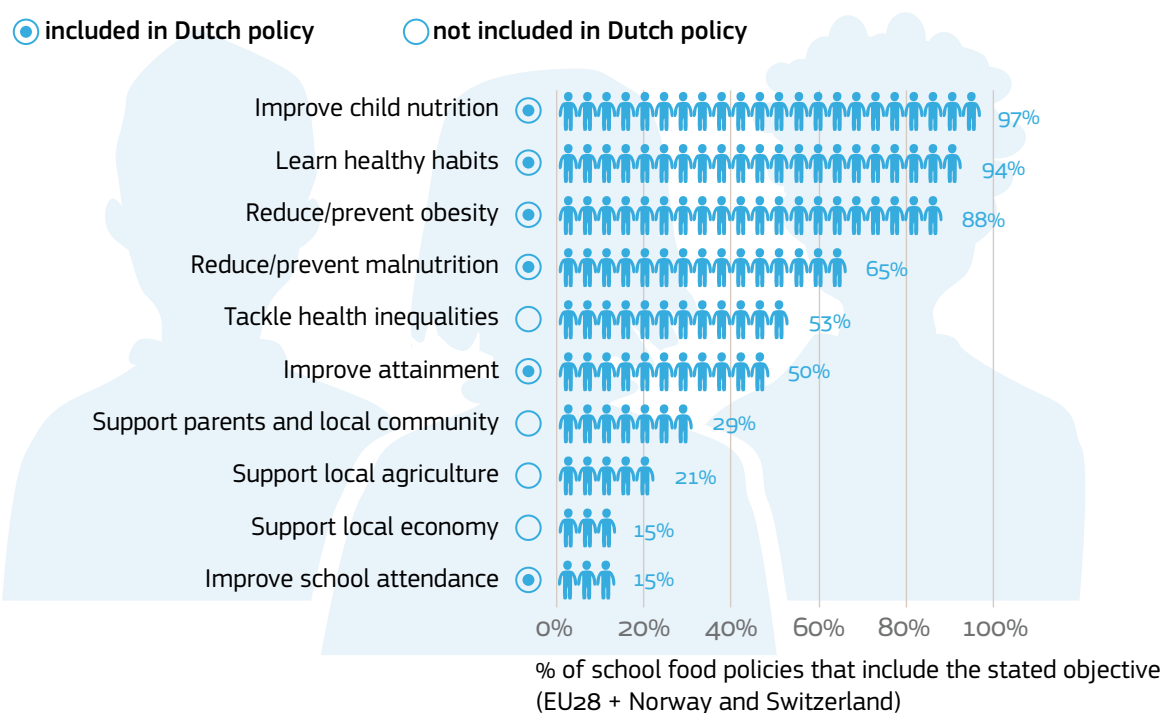 included in Dutch policy not included in Dutch policy
Improve child nutrition 97%
Learn healthy habits 94%
Reduce/prevent obesity 88%
Reduce/prevent malnutrition 65%
Tackle health inequalities 53%
Improve attainment 50%
Support parents and local community 29%
Support local agriculture 21%
Support local economy 15%
Improve school attendance 15%
0% 20% 40% 60% 80% 100%
% of school food policies that include the stated objective
(EU28 + Norway and Switzerland)